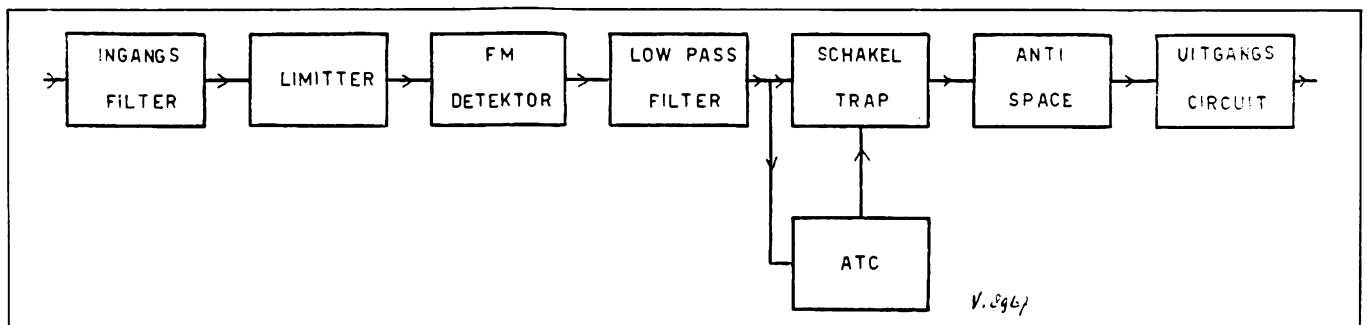 INGANGS
FILTER
LIMITTER
FM
DETEKTOR
LOW PASS
FILTER
SCHAKEL
TRAP
ANTI
SPACE
UITGANGS
CIRCUIT
ATC